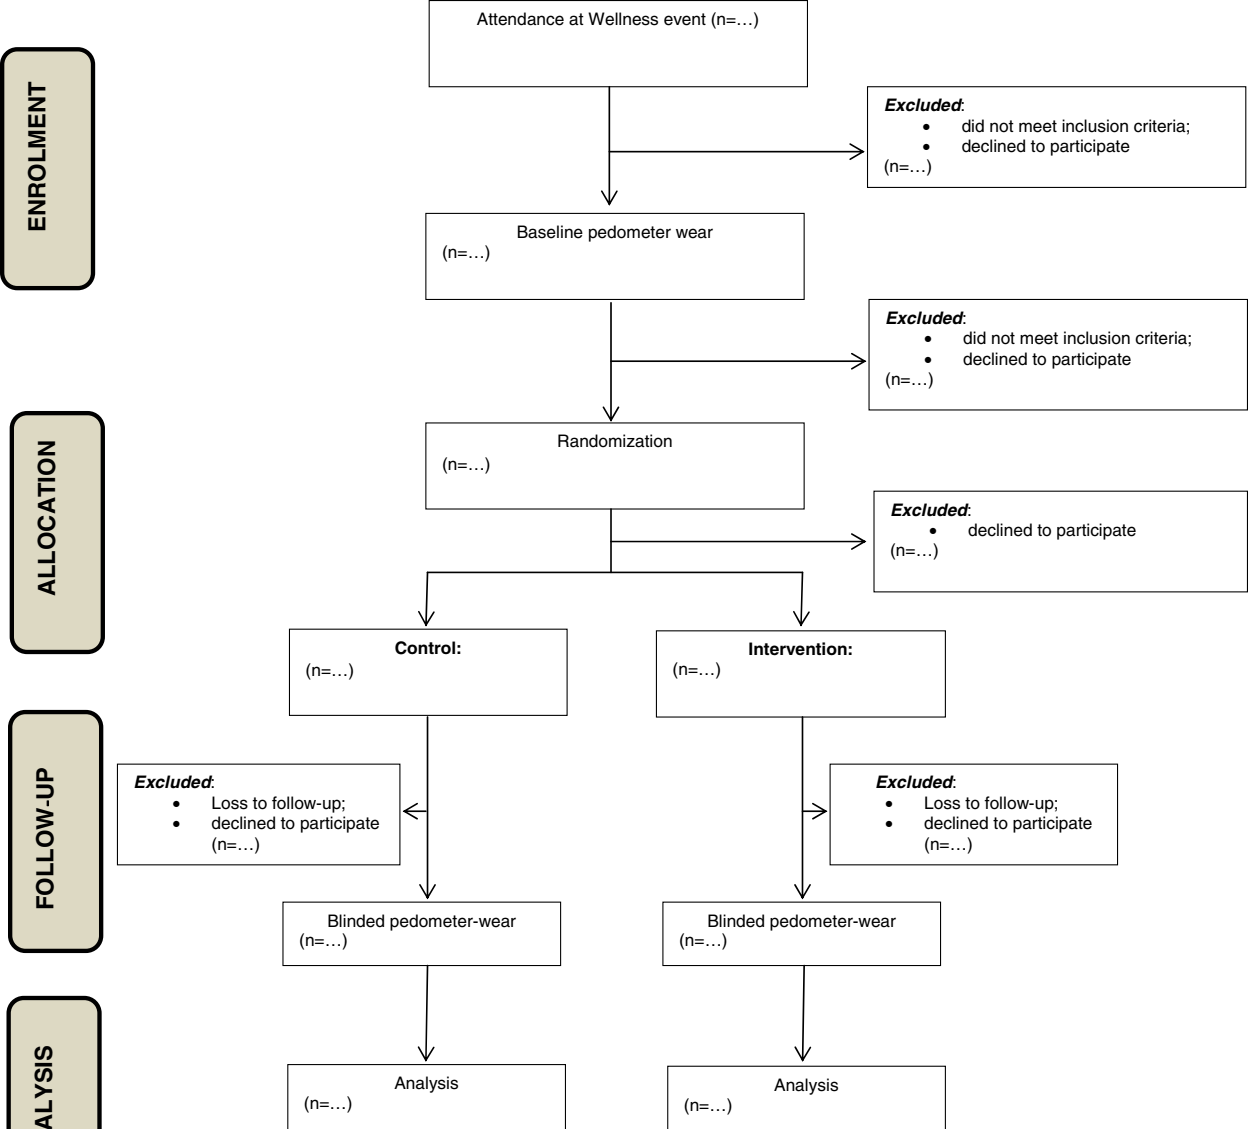 Attendance at Wellness event (n=…)
ENROLMENT
Excluded:
• did not meet inclusion criteria;
• declined to participate
(n=…)
Baseline pedometer wear
(n=…)
Excluded:
• did not meet inclusion criteria;
• declined to participate
(n=…)
ALLOCATION
Randomization
(n=…)
Excluded:
• declined to participate
(n=…)
Control:
(n=…)
Intervention:
(n=…)
FOLLOW-UP
Excluded:
• Loss to follow-up;
• declined to participate
(n=…)
Excluded:
• Loss to follow-up;
• declined to participate
(n=…)
Blinded pedometer-wear
(n=…)
Blinded pedometer-wear
(n=…)
ALYSIS
Analysis
(n=…)
Analysis
(n=…)